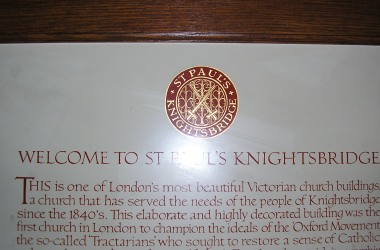 ST PAUL'S
KNIGHTSBRIDGE
WELCOME TO ST PAUL'S KNIGHTSBRIDGE
THIS is one of London's most beautiful Victorian church buildings,
a church that has served the needs of the people of Knightsbridge
since the 1840's. This elaborate and highly decorated building was the
first church in London to champion the ideals of the Oxford Movement
the so-called 'Tractarians' who sought to restore a sense of Catholic